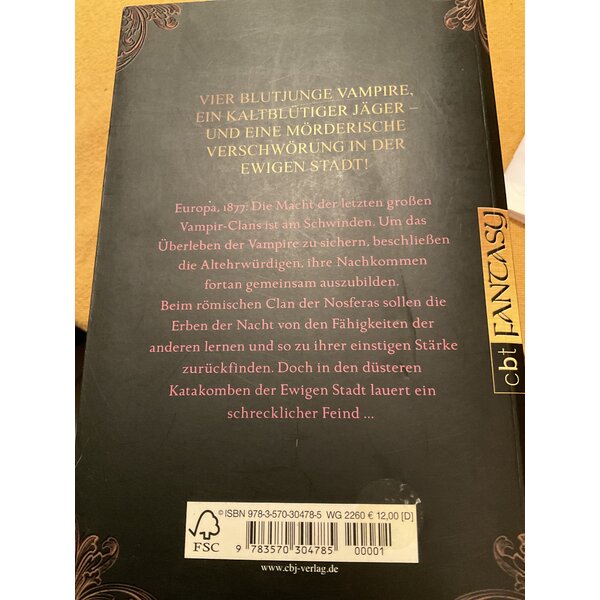 VIER BLUTJUNGE VAMPIRE,
EIN KALTBLÜTIGER JÄGER –
UND EINE MÖRDERISCHE
VERSCHWÖRUNG IN DER
EWIGEN STADT!
Europa, 1877: Die Macht der letzten großen
Vampir-Clans ist am Schwinden. Um das
Überleben der Vampire zu sichern, beschließen
die Altehrwürdigen, ihre Nachkommen
fortan gemeinsam auszubilden.
Beim römischen Clan der Nosferas sollen die
Erben der Nacht von den Fähigkeiten der
anderen lernen und so zu ihrer einstigen Stärke
zurückfinden. Doch in den düsteren
Katakomben der Ewigen Stadt lauert ein
schrecklicher Feind ...
cbt FANTASY
ISBN 978-3-570-30478-5 WG 2260 € 12,00 [D]
FSC
9 783570 304785 00001
www.cbj-verlag.de